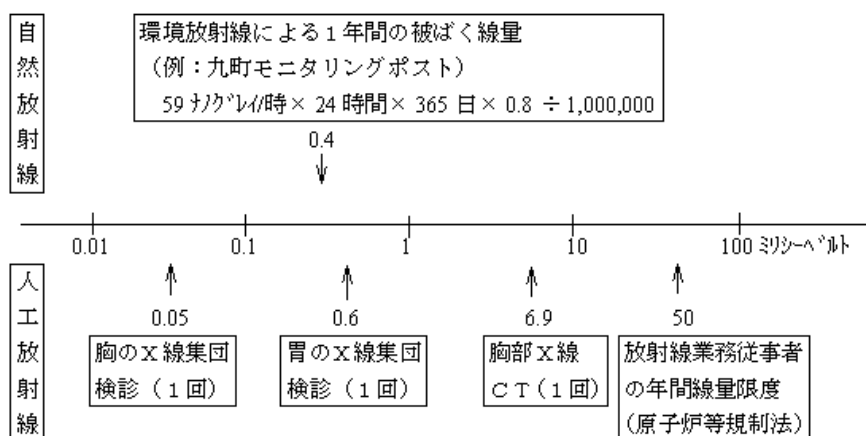 自然放射線
環境放射線による１年間の被ばく線量
（例：九町モニタリングポスト）
59 ﾅﾉｸﾞﾚｲ/時× 24 時間× 365 日× 0.8 ÷ 1,000,000
0.4
0.01 0.1 1 10 100 ﾐﾘｼｰﾍﾞﾙﾄ
人工放射線
0.05 0.6 6.9 50
胸のＸ線集団
検診（１回）
胃のＸ線集団
検診（１回）
胸部Ｘ線
ＣＴ(１回）
放射線業務従事者
の年間線量限度
（原子炉等規制法）